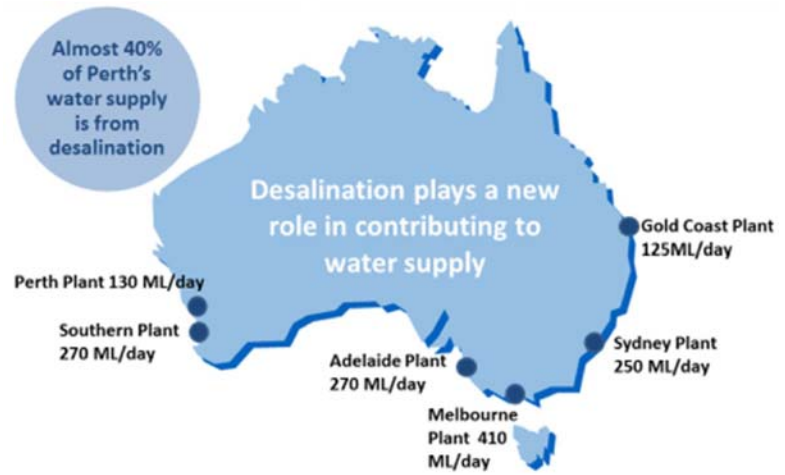 Almost 40%
of Perth's
water supply
is from
desalination
Desalination plays a new
role in contributing to
water supply
Gold Coast Plant
125ML/day
Perth Plant 130 ML/day
Southern Plant
270 ML/day
Sydney Plant
250 ML/day
Adelaide Plant
270 ML/day
Melbourne
Plant 410
ML/day